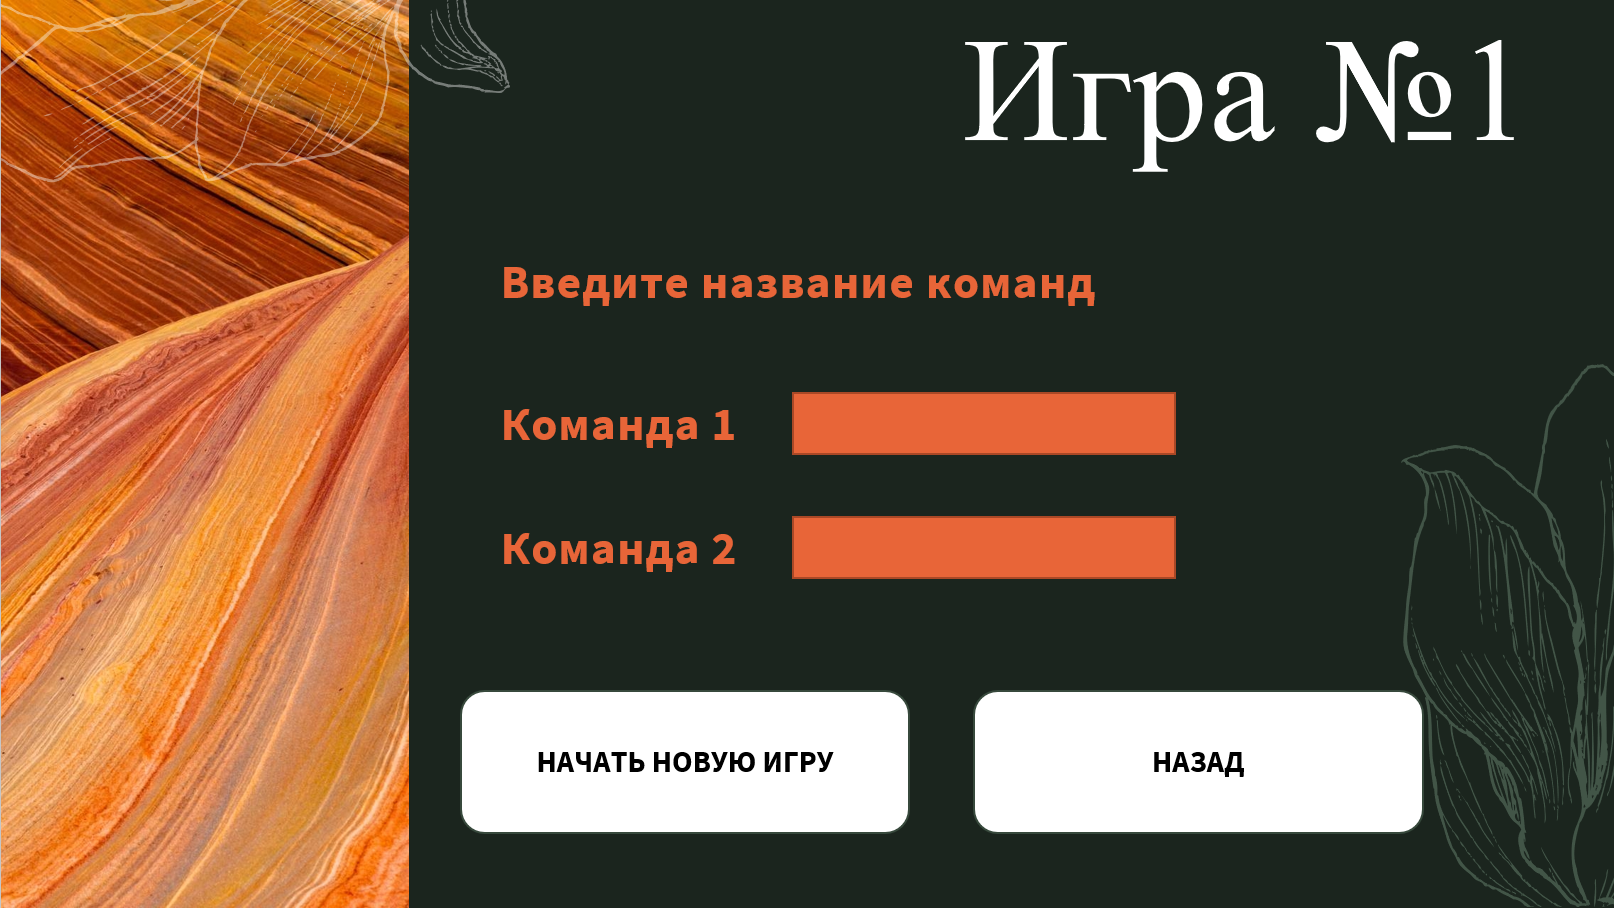 Игра №1
Введите название команд
Команда 1
Команда 2
НАЧАТЬ НОВУЮ ИГРУ
НАЗАД